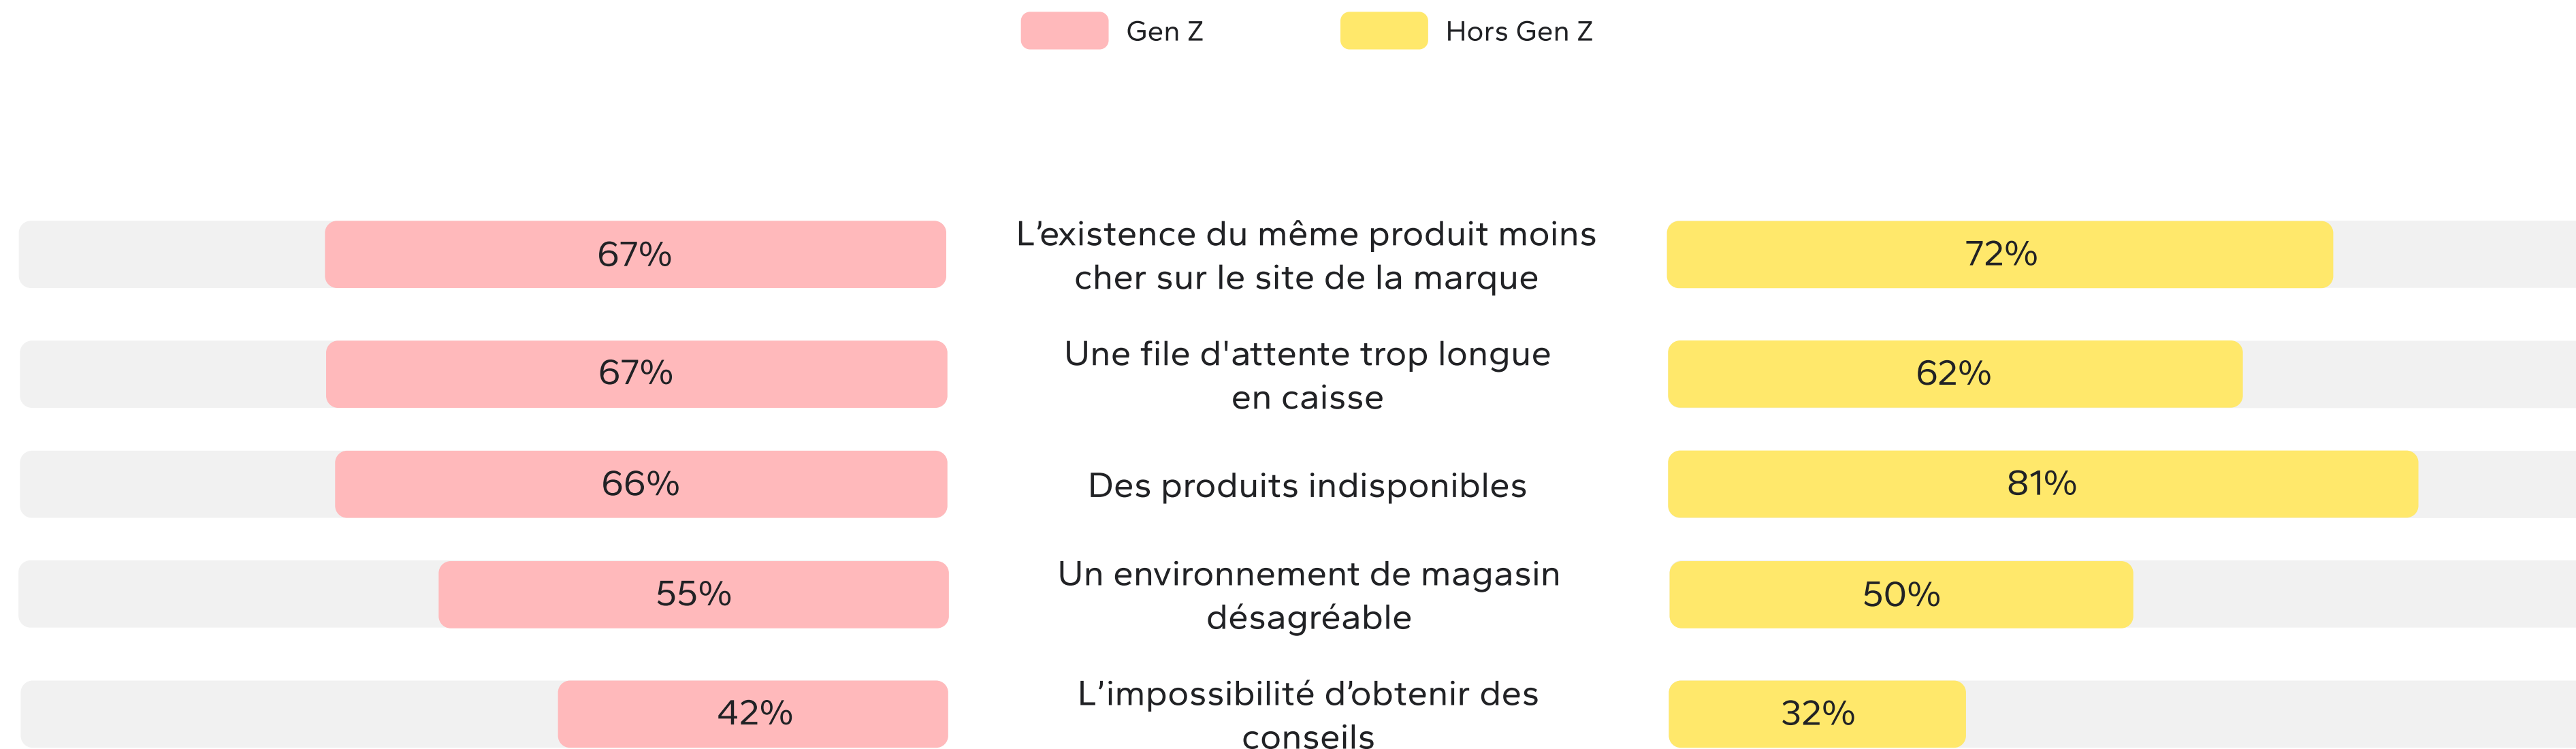 Gen Z
Hors Gen Z
67%
L’existence du même produit moins
cher sur le site de la marque
72%
67%
Une file d'attente trop longue
en caisse
62%
66%
Des produits indisponibles
81%
55%
Un environnement de magasin
désagréable
50%
42%
L’impossibilité d’obtenir des
conseils
32%